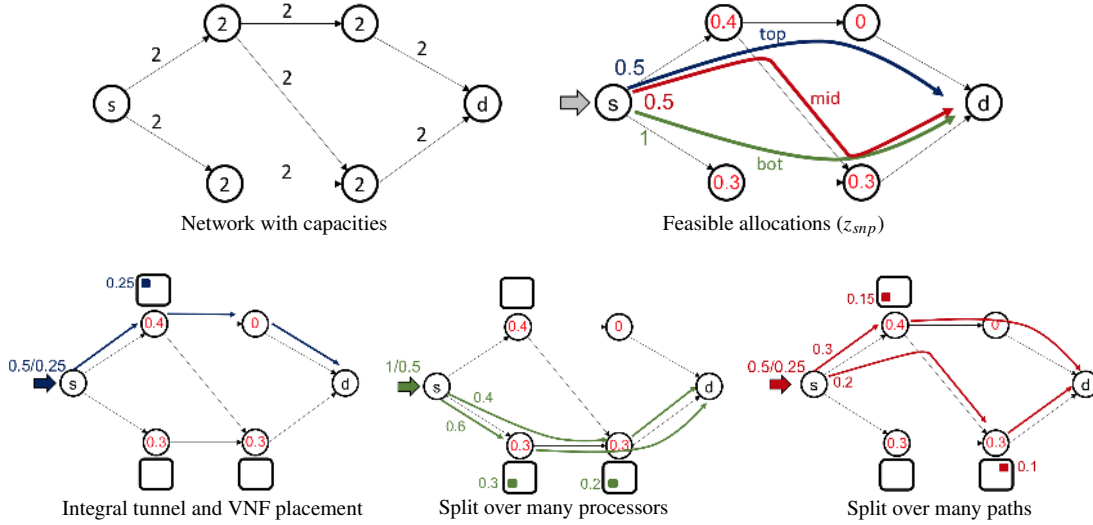 2 2 2
2 2
2
s d
2 2
2
2 2 2
Network with capacities
0.4 0
top
0.5
s 0.5 mid d
1
bot
0.3 0.3
Feasible allocations (z_snp)
0.25
0.4 0
0.5/0.25
s d
0.3 0.3
Integral tunnel and VNF placement
0.4 0
1/0.5
s 0.4 d
0.6
0.3 0.3
0.3 0.2
Split over many processors
0.15
0.4 0
0.3
0.5/0.25
s 0.2 d
0.3 0.3
0.1
Split over many paths